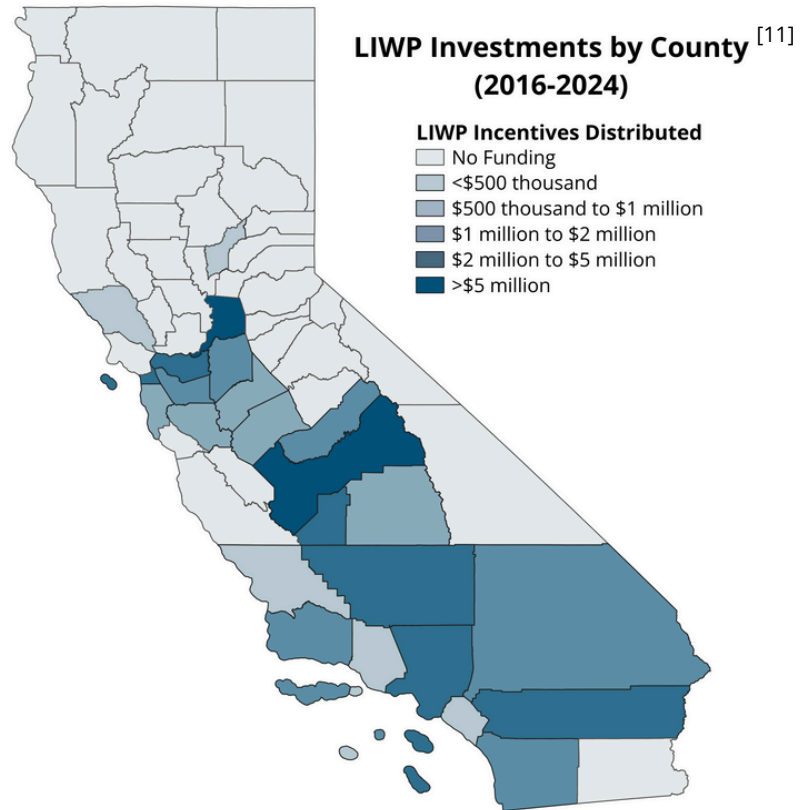 LIWP Investments by County [11]
(2016-2024)
LIWP Incentives Distributed
No Funding
<$500 thousand
$500 thousand to $1 million
$1 million to $2 million
$2 million to $5 million
>$5 million